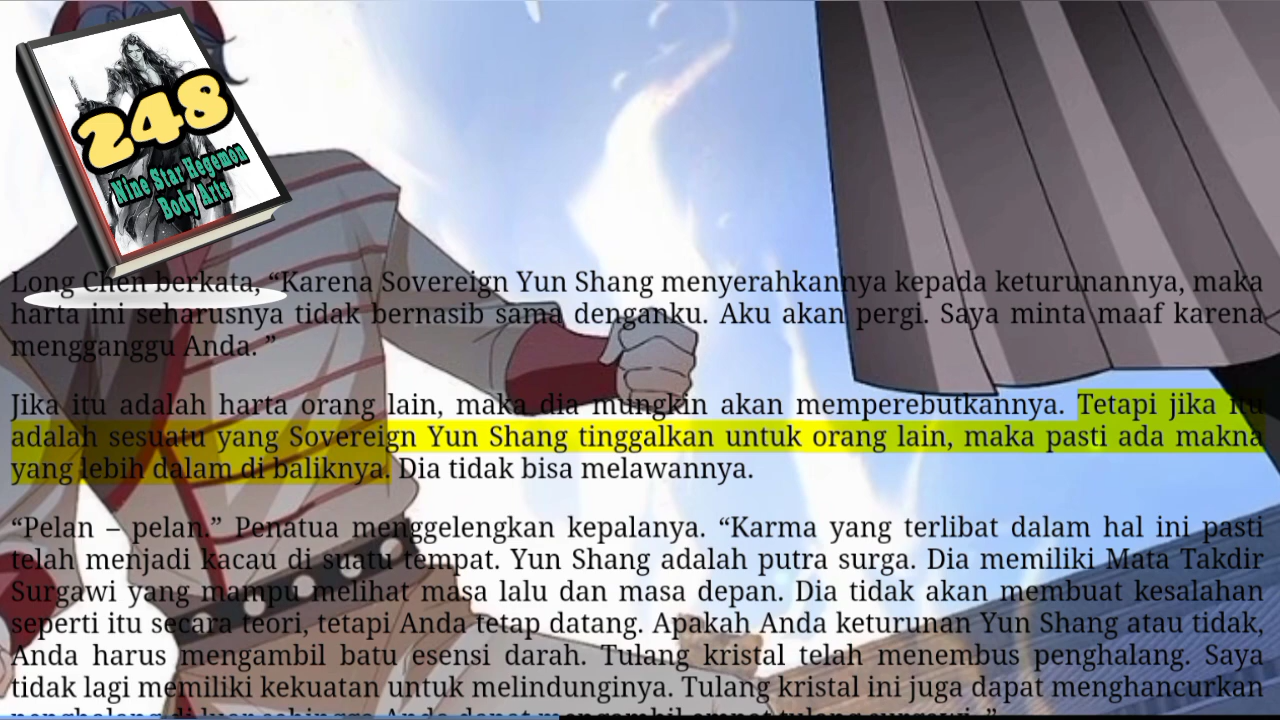 248
Nine Star Hegemon
Body Arts
Long Chen berkata, “Karena Sovereign Yun Shang menyerahkannya kepada keturunannya, maka
harta ini seharusnya tidak bernasib sama denganku. Aku akan pergi. Saya minta maaf karena
mengganggu Anda. ”
Jika itu adalah harta orang lain, maka dia mungkin akan memperebutkannya. Tetapi jika itu
adalah sesuatu yang Sovereign Yun Shang tinggalkan untuk orang lain, maka pasti ada makna
yang lebih dalam di baliknya. Dia tidak bisa melawannya.
“Pelan – pelan.” Penatua menggelengkan kepalanya. “Karma yang terlibat dalam hal ini pasti
telah menjadi kacau di suatu tempat. Yun Shang adalah putra surga. Dia memiliki Mata Takdir
Surgawi yang mampu melihat masa lalu dan masa depan. Dia tidak akan membuat kesalahan
seperti itu secara teori, tetapi Anda tetap datang. Apakah Anda keturunan Yun Shang atau tidak,
Anda harus mengambil batu esensi darah. Tulang kristal telah menembus penghalang. Saya
tidak lagi memiliki kekuatan untuk melindunginya. Tulang kristal ini juga dapat menghancurkan